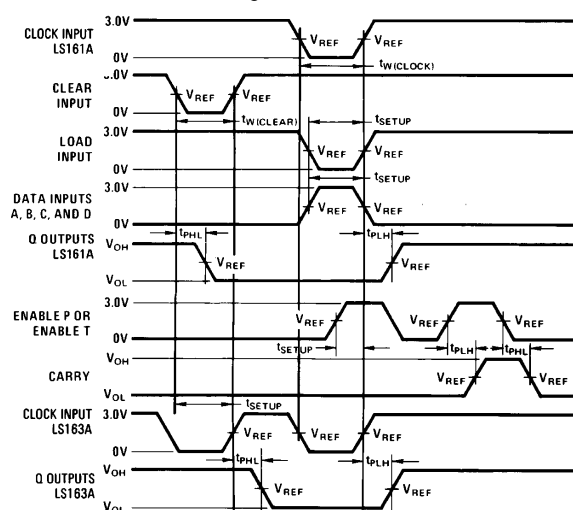 CLOCK INPUT LS161A 3.0V 0V VREF VREF
tW(CLOCK)
CLEAR INPUT 3.0V 0V VREF VREF
tW(CLEAR) tSETUP
LOAD INPUT 3.0V 0V VREF VREF
tSETUP
DATA INPUTS A, B, C, AND D 3.0V 0V VREF VREF
tPHL tPLH
Q OUTPUTS LS161A VOH VOL VREF VREF
ENABLE P OR ENABLE T 3.0V 0V VREF VREF VREF
tSETUP tPLH tPHL
CARRY VOH VOL VREF VREF
tSETUP
CLOCK INPUT LS163A 3.0V 0V VREF VREF VREF
tPHL tPLH
Q OUTPUTS LS163A VOH VOL VREF VREF